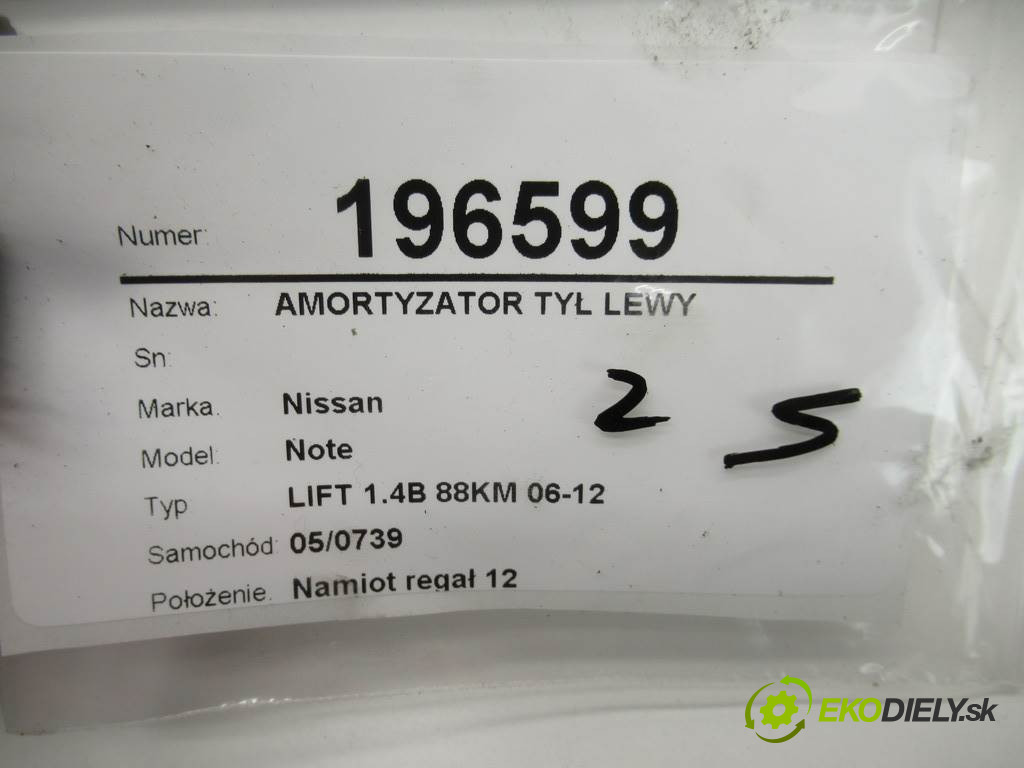 Numer: 196599
Nazwa: AMORTYZATOR TYŁ LEWY
Sn:
Marka. Nissan
2 5
Model: Note
Typ LIFT 1.4B 88KM 06-12
Samochód: 05/0739
Położenie. Namiot regał 12
EKODIELY.sk